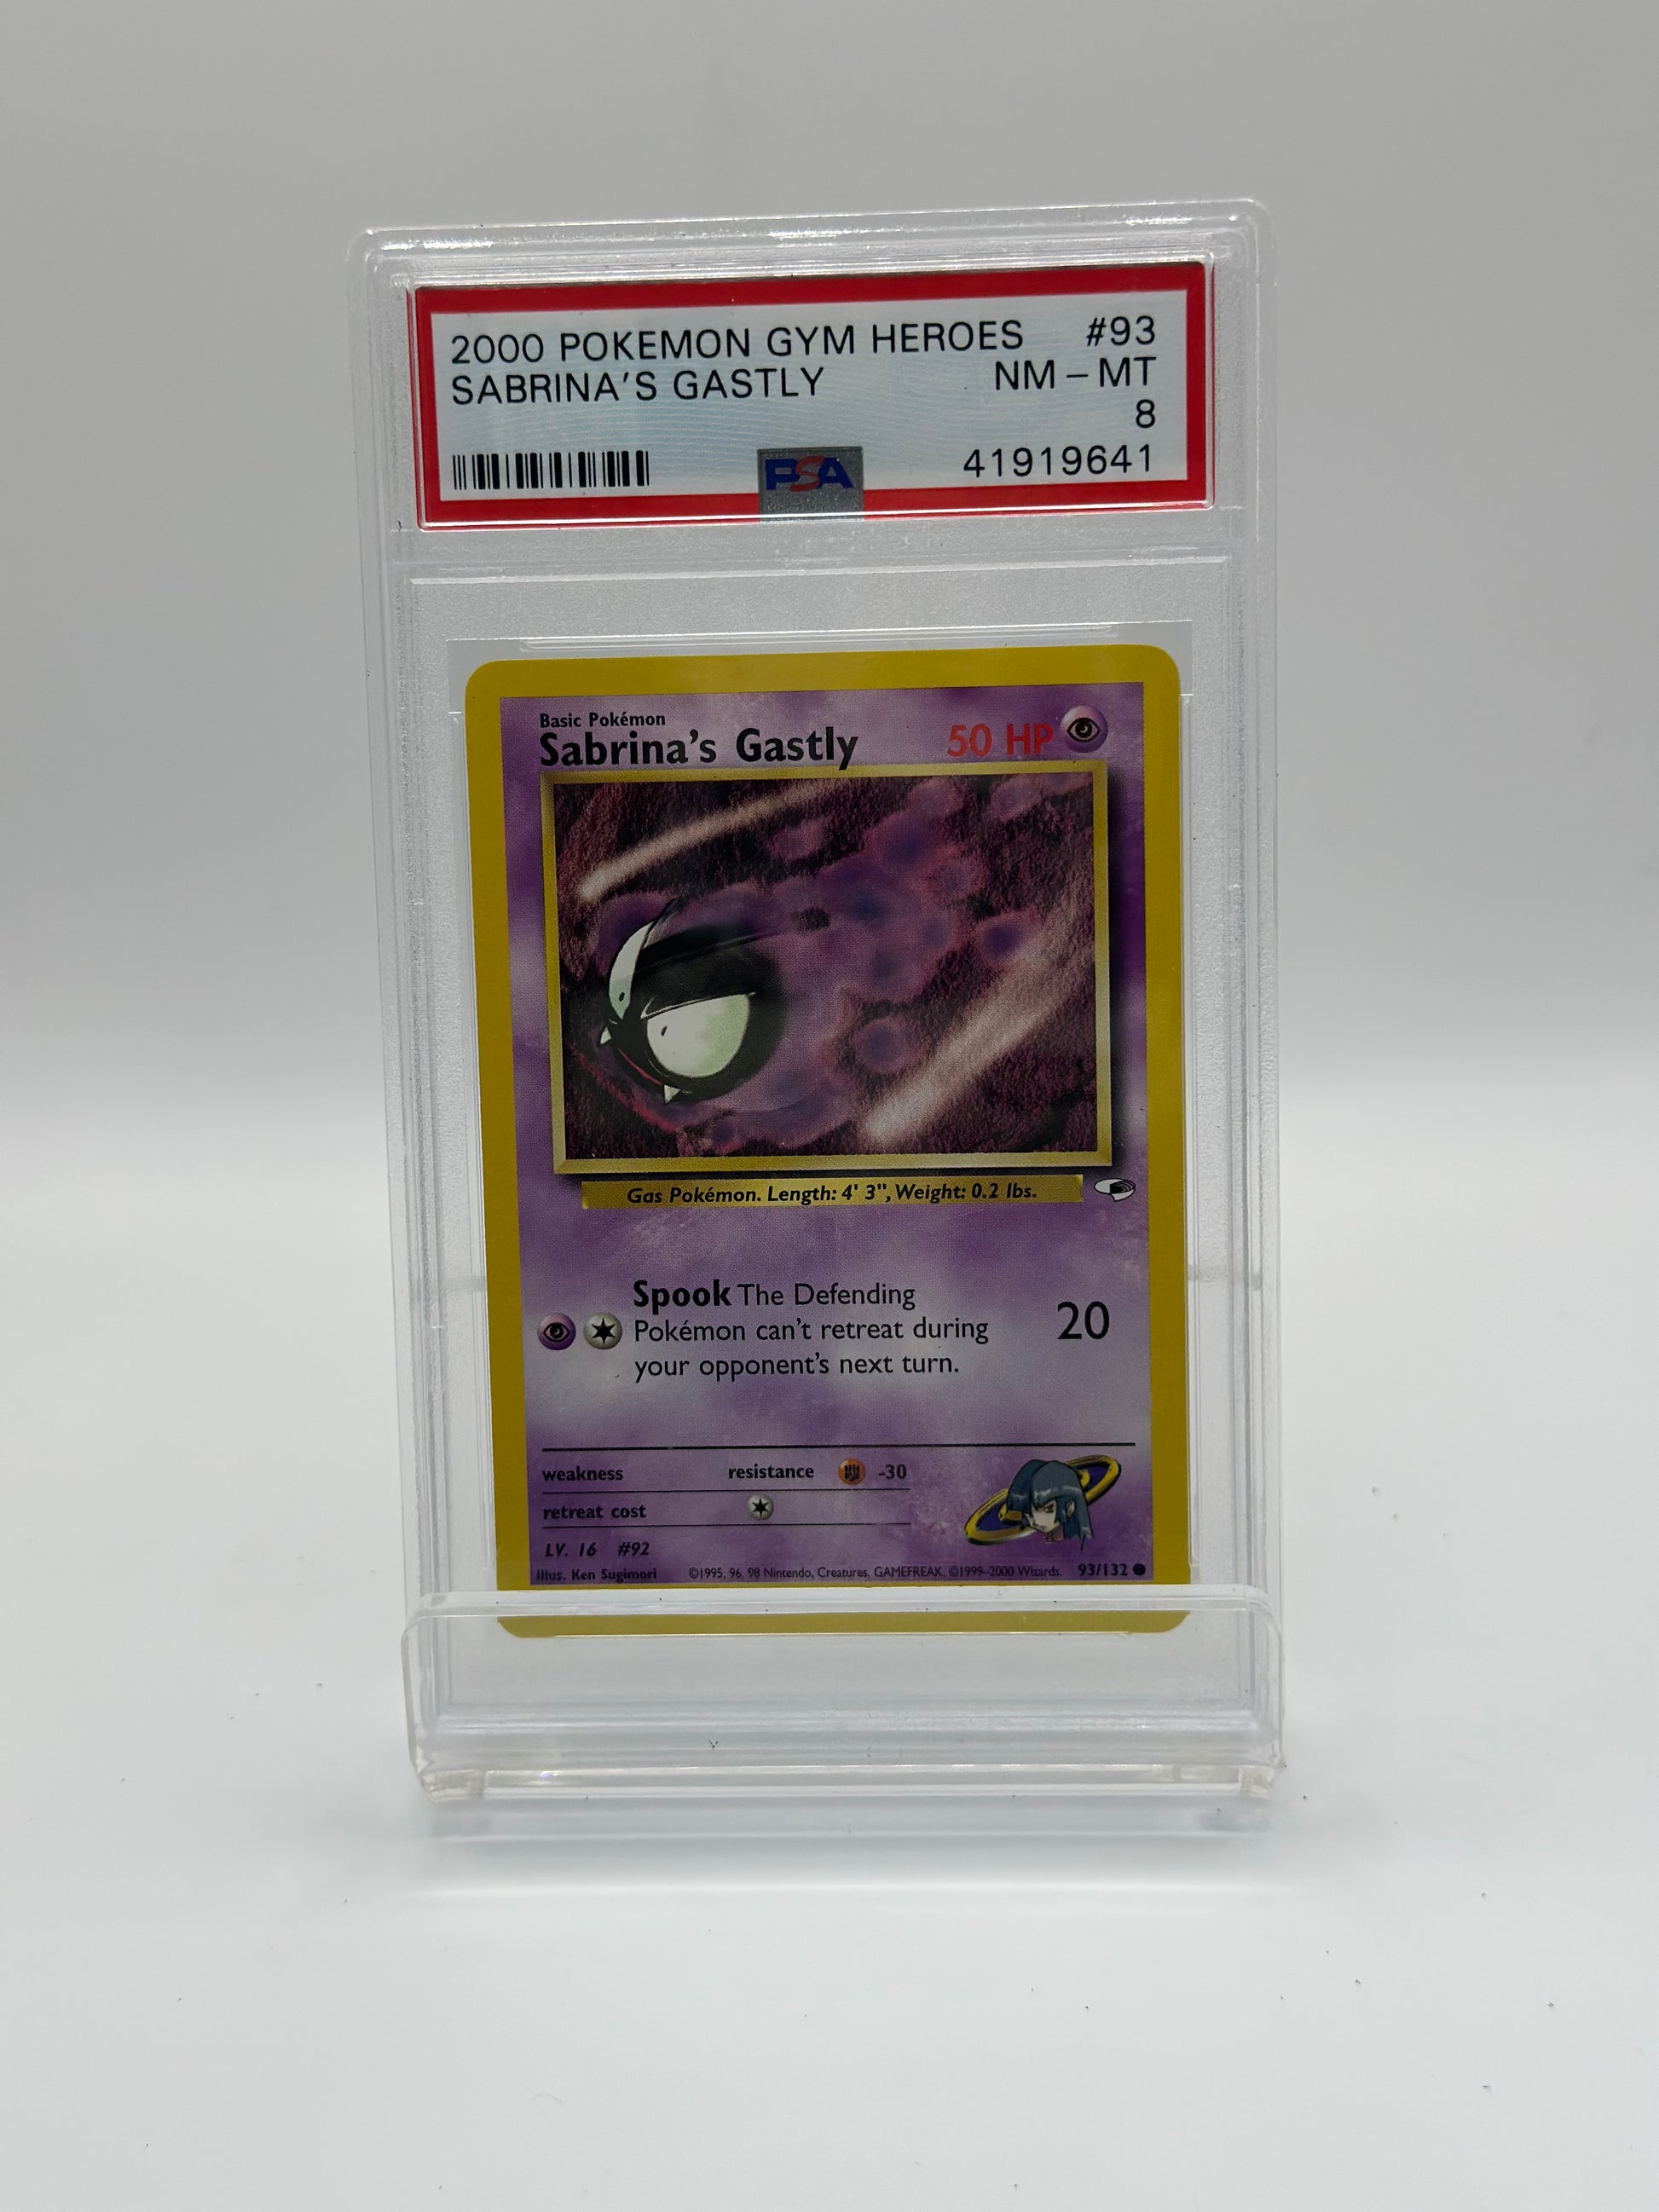 2000 POKEMON GYM HEROES #93
SABRINA'S GASTLY NM - MT
8
PSA 41919641
Basic Pokémon
Sabrina's Gastly 50 HP
Gas Pokémon. Length: 4' 3", Weight: 0.2 lbs.
Spook The Defending
Pokémon can't retreat during
your opponent's next turn.
20
weakness resistance -30
retreat cost
LV. 16 #92
Illus. Ken Sugimori ©1995, 96, 98 Nintendo, Creatures, GAMEFREAK. ©1999-2000 Wizards. 93/132